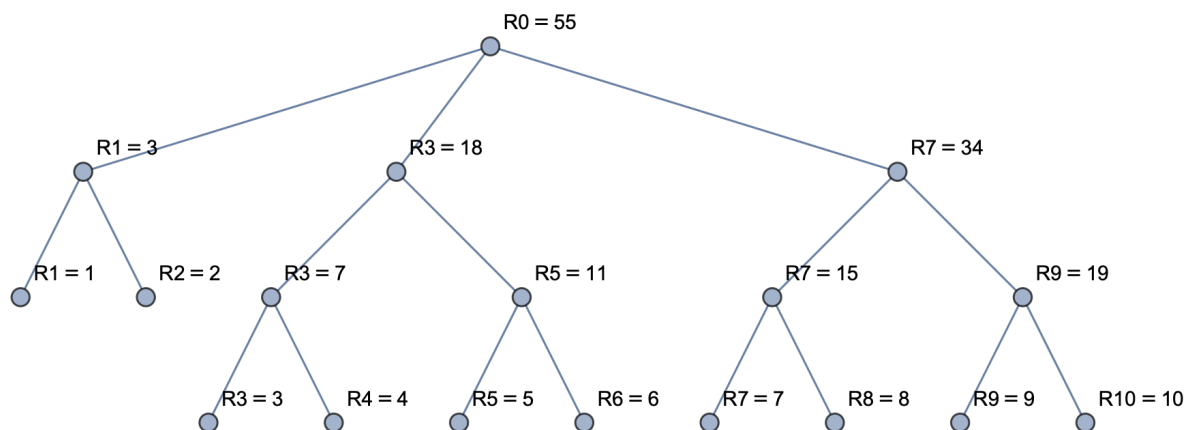 R0 = 55
R1 = 3
R3 = 18
R7 = 34
R1 = 1
R2 = 2
R3 = 7
R5 = 11
R7 = 15
R9 = 19
R3 = 3
R4 = 4
R5 = 5
R6 = 6
R7 = 7
R8 = 8
R9 = 9
R10 = 10